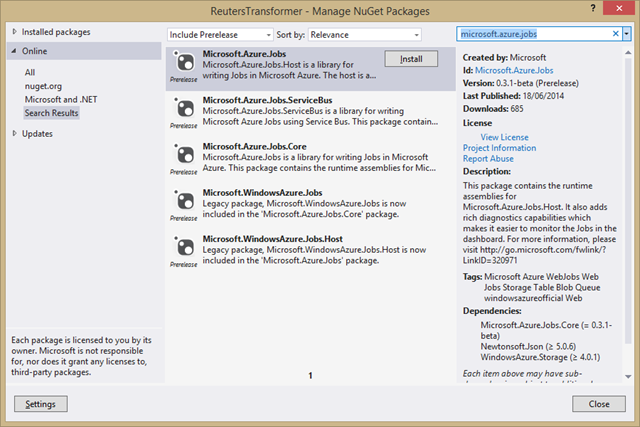 ReutersTransformer - Manage NuGet Packages
?
Installed packages
Online
All
nuget.org
Microsoft and .NET
Search Results
Updates
Each package is licensed to you by its
owner. Microsoft is not responsible
for, nor does it grant any licenses to,
third-party packages.
Include Prerelease
Sort by: Relevance
Microsoft.Azure.Jobs
Microsoft.Azure.Jobs.Host is a library for
writing Jobs in Microsoft Azure. The host is a...
Prerelease
Install
Microsoft.Azure.Jobs.ServiceBus
Microsoft.Azure.Jobs.ServiceBus is a library for writing
Microsoft Azure Jobs using Service Bus. This package contain...
Prerelease
Microsoft.Azure.Jobs.Core
Microsoft.Azure.Jobs is a library for writing Jobs in Microsoft
Azure. This package contains the runtime assemblies for Mic...
Prerelease
Microsoft.WindowsAzure.Jobs
Legacy package, Microsoft.WindowsAzure.Jobs is now
included in the 'Microsoft.Azure.Jobs.Core' package.
Prerelease
Microsoft.WindowsAzure.Jobs.Host
Legacy package, Microsoft.WindowsAzure.Jobs.Host is now
included in the 'Microsoft.Azure.Jobs' package.
Prerelease
1
microsoft.azure.jobs
Created by: Microsoft
Id: Microsoft.Azure.Jobs
Version: 0.3.1-beta (Prerelease)
Last Published: 18/06/2014
Downloads: 685
License
View License
Project Information
Report Abuse
Description:
This package contains the runtime
assemblies for
Microsoft.Azure.Jobs.Host. It also adds
rich diagnostics capabilities which
makes it easier to monitor the Jobs in the
dashboard. For more information, please
visit http://go.microsoft.com/fwlink/?
LinkID=320971
Tags: Microsoft Azure WebJobs Web
Jobs Storage Table Blob Queue
windowsazureofficial Web
Dependencies:
Microsoft.Azure.Jobs.Core (= 0.3.1-
beta)
Newtonsoft.Json (≥ 5.0.6)
WindowsAzure.Storage (≥ 4.0.1)
Each item above may have sub-
Settings
Close